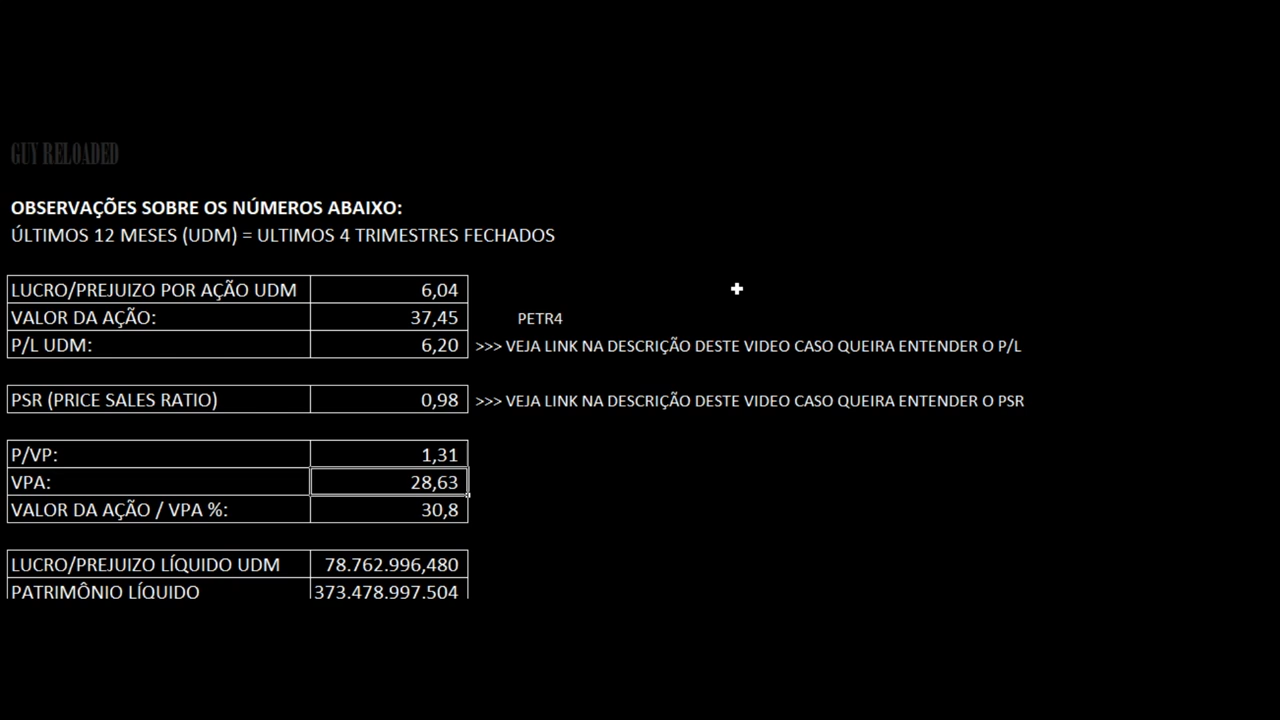 GUY RELOADED
OBSERVAÇÕES SOBRE OS NÚMEROS ABAIXO:
ÚLTIMOS 12 MESES (UDM) = ULTIMOS 4 TRIMESTRES FECHADOS
LUCRO/PREJUIZO POR AÇÃO UDM 6,04
VALOR DA AÇÃO: 37,45 PETR4
P/L UDM: 6,20 >>> VEJA LINK NA DESCRIÇÃO DESTE VIDEO CASO QUEIRA ENTENDER O P/L
PSR (PRICE SALES RATIO) 0,98 >>> VEJA LINK NA DESCRIÇÃO DESTE VIDEO CASO QUEIRA ENTENDER O PSR
P/VP: 1,31
VPA: 28,63
VALOR DA AÇÃO / VPA %: 30,8
LUCRO/PREJUIZO LÍQUIDO UDM 78.762.996,480
PATRIMÔNIO LÍQUIDO 373.478.997.504